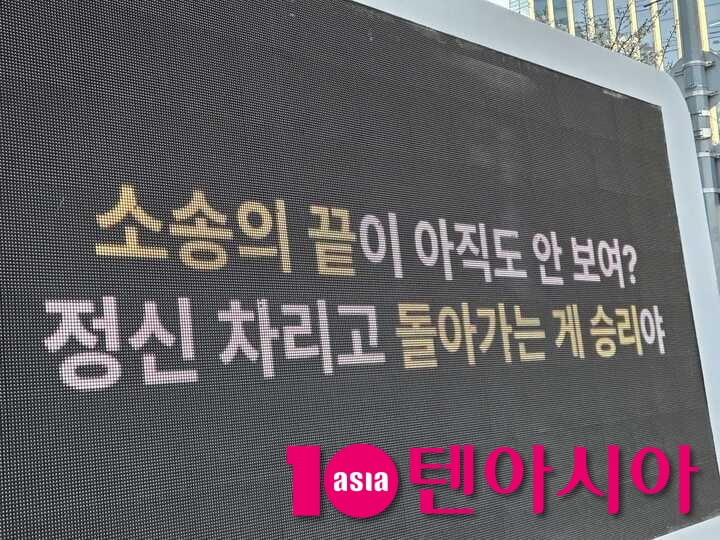 소송의 끝이 아직도 안 보여?
정신 차리고 돌아가는 게 승리야
10asia 텐아시아